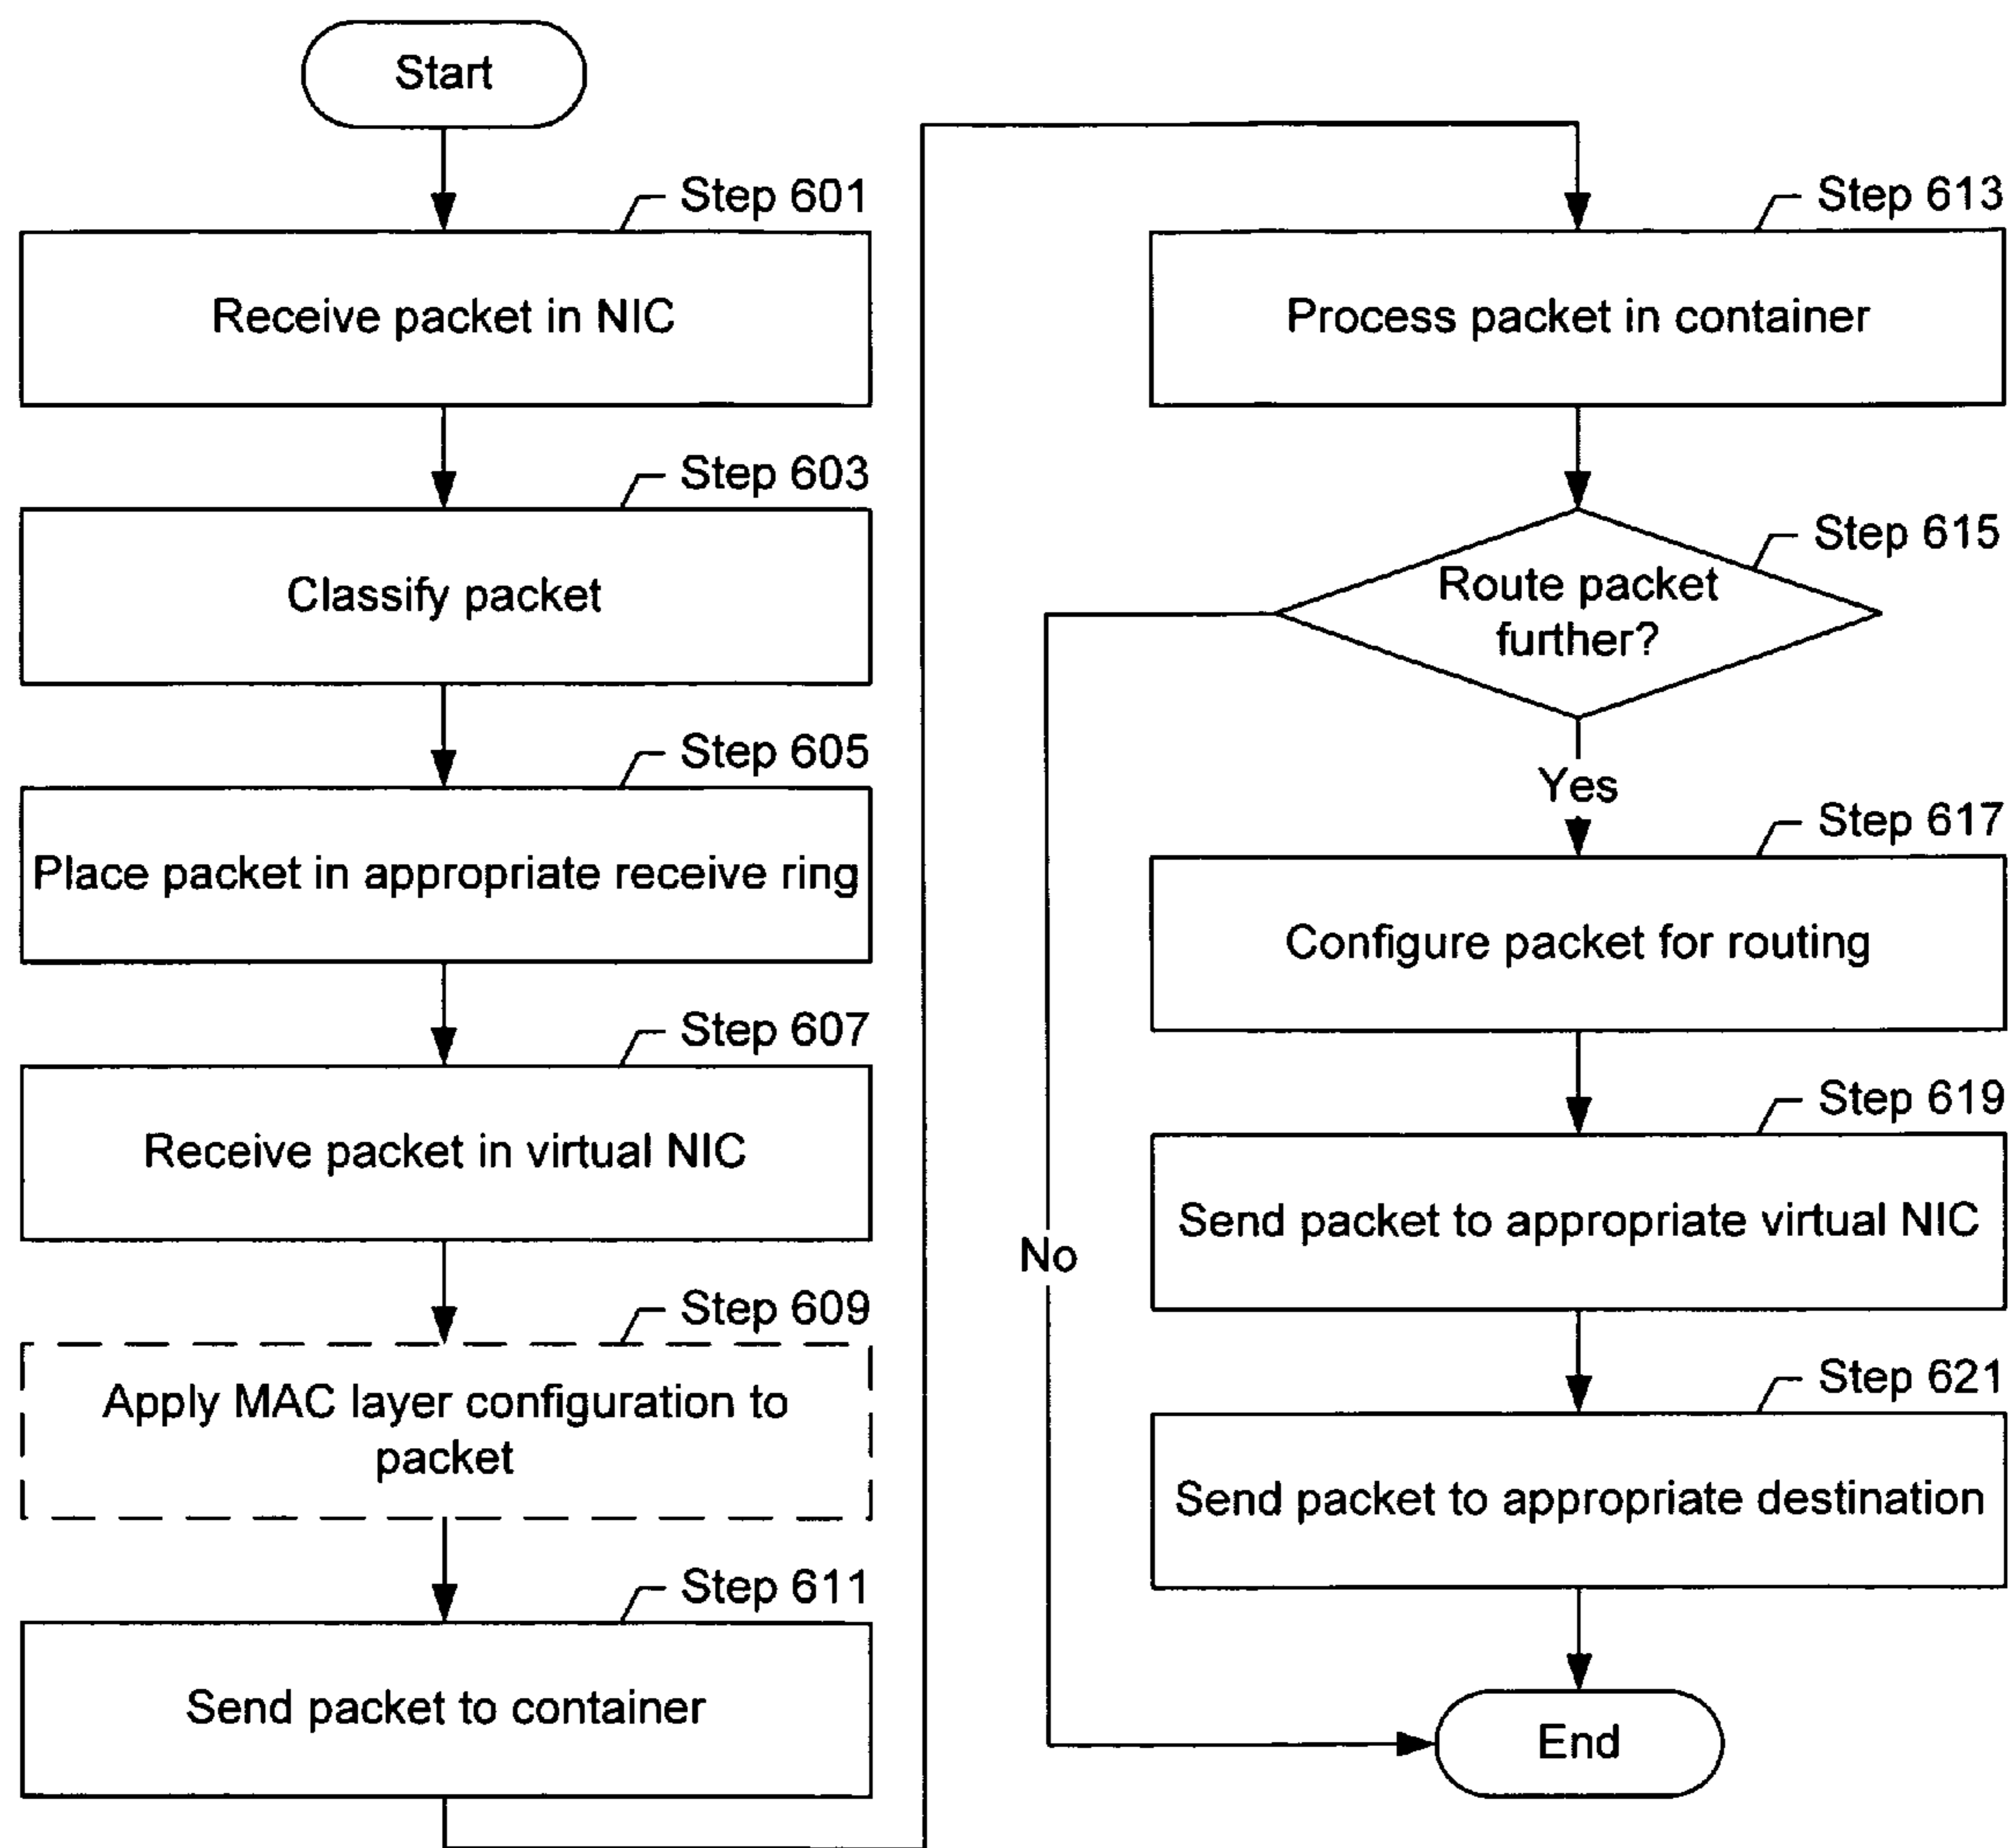 Start
Step 601
Receive packet in NIC
Step 603
Classify packet
Step 605
Place packet in appropriate receive ring
Step 607
Receive packet in virtual NIC
Step 609
Apply MAC layer configuration to
packet
Step 611
Send packet to container
Step 613
Process packet in container
Step 615
Route packet
further?
Yes
No
Step 617
Configure packet for routing
Step 619
Send packet to appropriate virtual NIC
Step 621
Send packet to appropriate destination
End